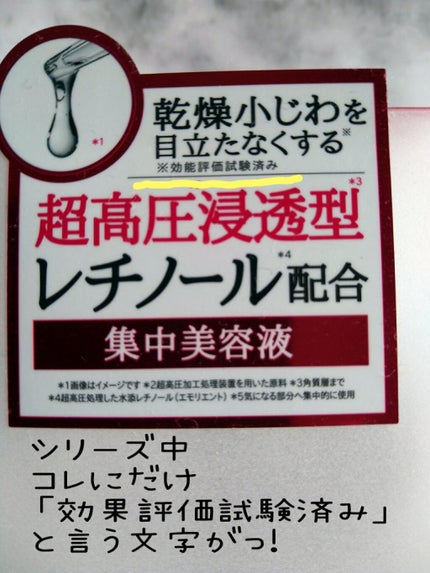 *1
乾燥小じわを
目立たなくする※
※効能評価試験済み
超高圧浸透型*3
レチノール*4配合
集中美容液
*1画像はイメージです *2超高圧加工処理装置を用いた原料 *3角質層まで
*4超高圧処理した水添レチノール(エモリエント) *5気になる部分へ集中的に使用
シリーズ中
コレにだけ
「効果評価試験済み」
と言う文字がっ!